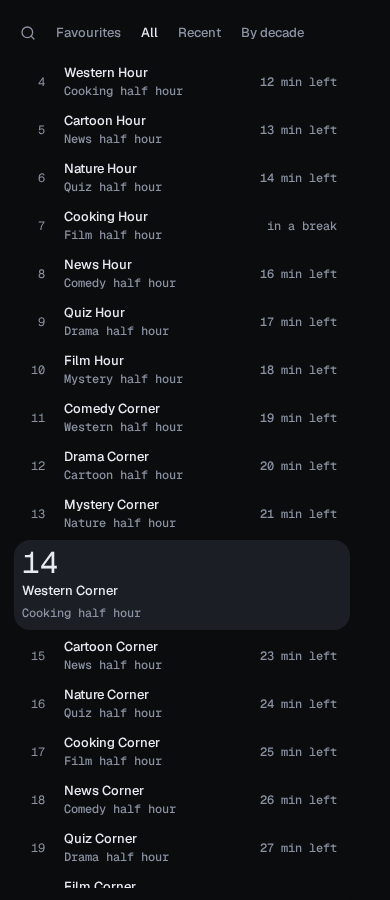 Favourites All Recent By decade
4 Western Hour 12 min left
Cooking half hour
5 Cartoon Hour 13 min left
News half hour
6 Nature Hour 14 min left
Quiz half hour
7 Cooking Hour in a break
Film half hour
8 News Hour 16 min left
Comedy half hour
9 Quiz Hour 17 min left
Drama half hour
10 Film Hour 18 min left
Mystery half hour
11 Comedy Corner 19 min left
Western half hour
12 Drama Corner 20 min left
Cartoon half hour
13 Mystery Corner 21 min left
Nature half hour
14
Western Corner
Cooking half hour
15 Cartoon Corner 23 min left
News half hour
16 Nature Corner 24 min left
Quiz half hour
17 Cooking Corner 25 min left
Film half hour
18 News Corner 26 min left
Comedy half hour
19 Quiz Corner 27 min left
Drama half hour
Film Corner